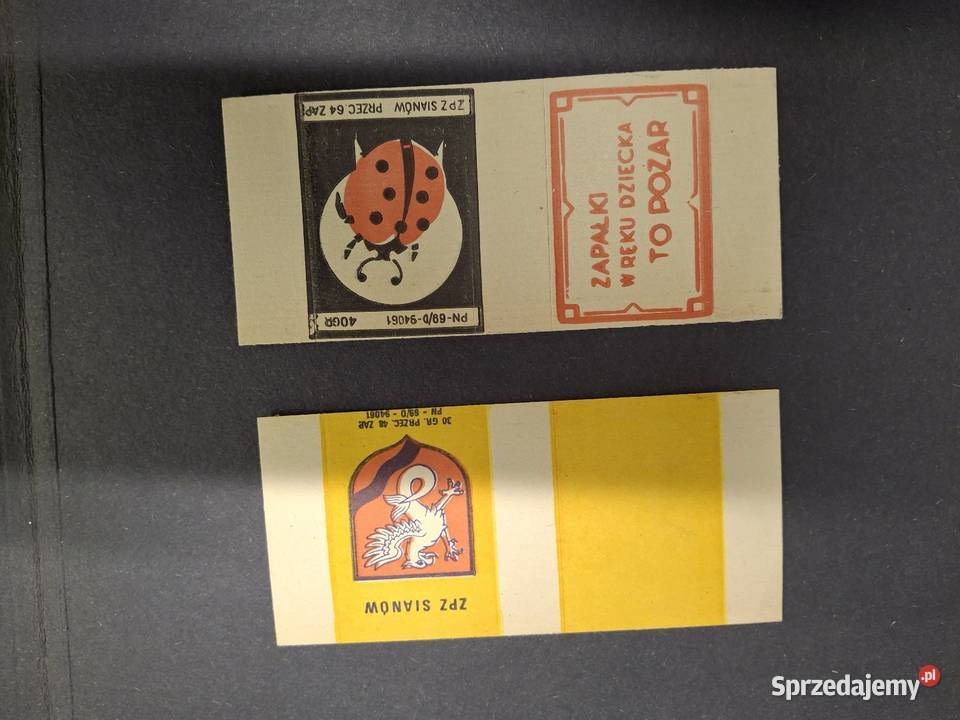 ZPZ SIANÓW PRZEC. 64 ZAP.
PN-69/D-94061 40GR
ZAPAŁKI
W RĘKU DZIECKA
TO POŻAR
30 GR. PRZEC. 48 ZAP.
PN - 69/D - 94061
ZPZ SIANÓW
Sprzedajemy.pl